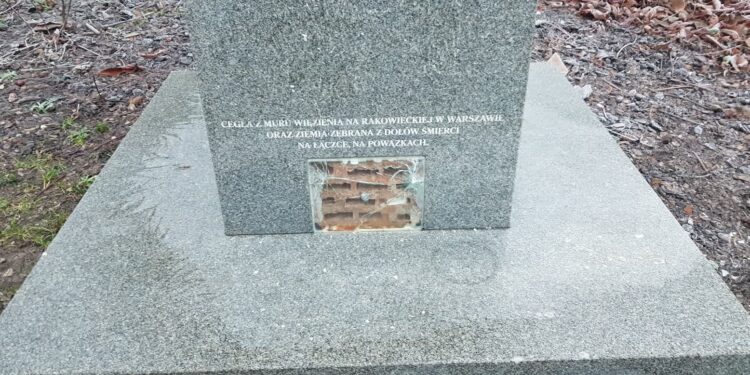 CEGŁA Z MURU WIĘZIENIA NA RAKOWIECKIEJ W WARSZAWIE
ORAZ ZIEMIA ZEBRANA Z DOŁÓW ŚMIERCI
NA ŁĄCZCE, NA POWĄZKACH.